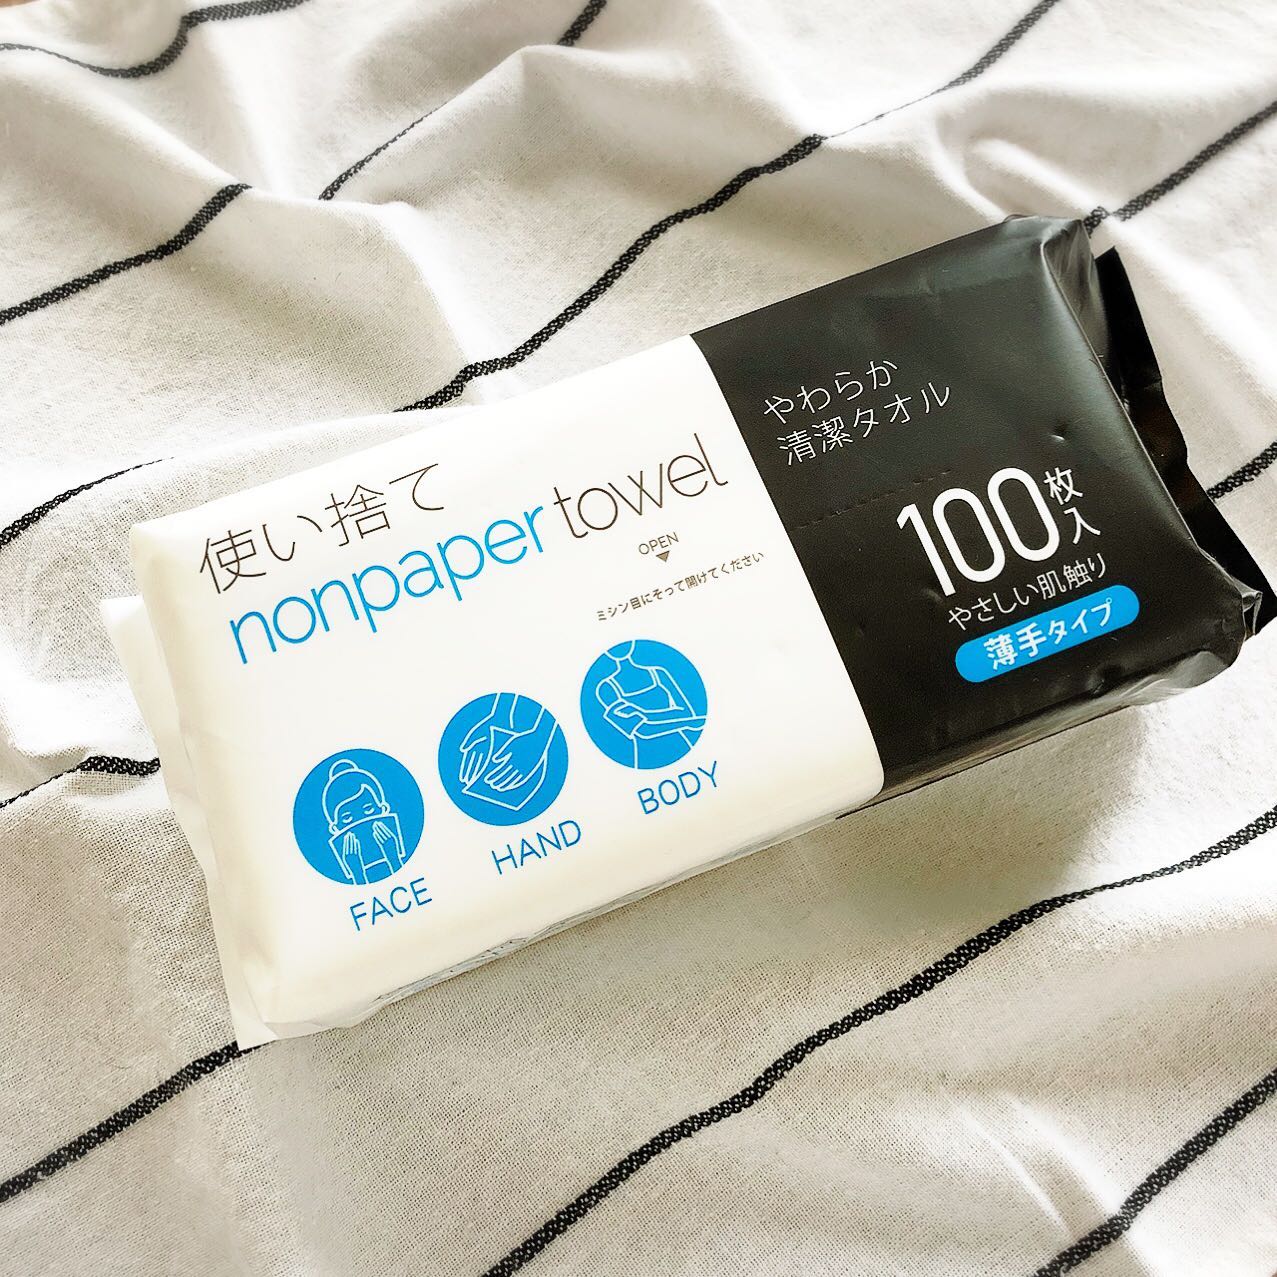 使い捨て
nonpaper towel
OPEN
ミシン目にそって開けてください
FACE
HAND
BODY
やわらか
清潔タオル
100枚入
やさしい肌触り
薄手タイプ